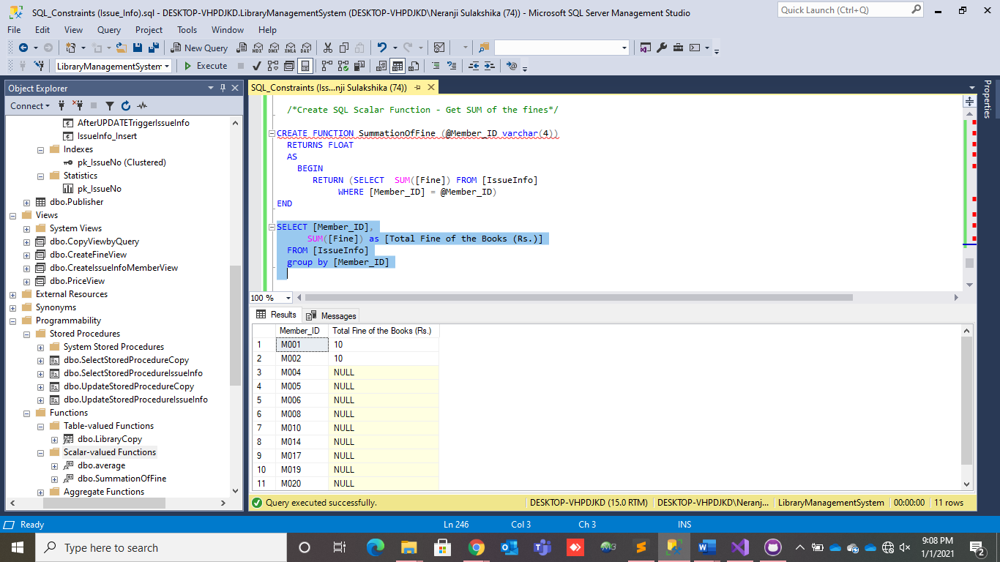 SQL_Constraints (Issue_Info).sql - DESKTOP-VHPDJKD.LibraryManagementSystem (DESKTOP-VHPDJKD\Neranji Sulakshika (74)) - Microsoft SQL Server Management Studio
Quick Launch (Ctrl+Q)
File Edit View Query Project Tools Window Help
New Query MDX DMX XMLA DAX
LibraryManagementSystem Execute
Object Explorer
Connect
AfterUPDATETriggerIssueInfo
IssueInfo_Insert
Indexes
pk_IssueNo (Clustered)
Statistics
pk_IssueNo
dbo.Publisher
Views
System Views
dbo.CopyViewbyQuery
dbo.CreateFineView
dbo.CreateIssueInfoMemberView
dbo.PriceView
External Resources
Synonyms
Programmability
Stored Procedures
System Stored Procedures
dbo.SelectStoredProcedureCopy
dbo.SelectStoredProcedureIssueInfo
dbo.UpdateStoredProcedureCopy
dbo.UpdateStoredProcedureIssueInfo
Functions
Table-valued Functions
dbo.LibraryCopy
Scalar-valued Functions
dbo.average
dbo.SummationOfFine
Aggregate Functions
SQL_Constraints (Iss...nji Sulakshika (74))
/*Create SQL Scalar Function - Get SUM of the fines*/
CREATE FUNCTION SummationOfFine (@Member_ID varchar(4))
RETURNS FLOAT
AS
BEGIN
RETURN (SELECT SUM([Fine]) FROM [IssueInfo]
WHERE [Member_ID] = @Member_ID)
END
SELECT [Member_ID],
SUM([Fine]) as [Total Fine of the Books (Rs.)]
FROM [IssueInfo]
group by [Member_ID]
100 %
Results Messages
Member_ID Total Fine of the Books (Rs.)
1 M001 10
2 M002 10
3 M004 NULL
4 M005 NULL
5 M006 NULL
6 M008 NULL
7 M010 NULL
8 M014 NULL
9 M017 NULL
10 M019 NULL
11 M020 NULL
Query executed successfully. DESKTOP-VHPDJKD (15.0 RTM) DESKTOP-VHPDJKD\Neranj... LibraryManagementSystem 00:00:00 11 rows
Properties
Ready Ln 246 Col 3 Ch 3 INS
Type here to search
9:08 PM
1/1/2021
2